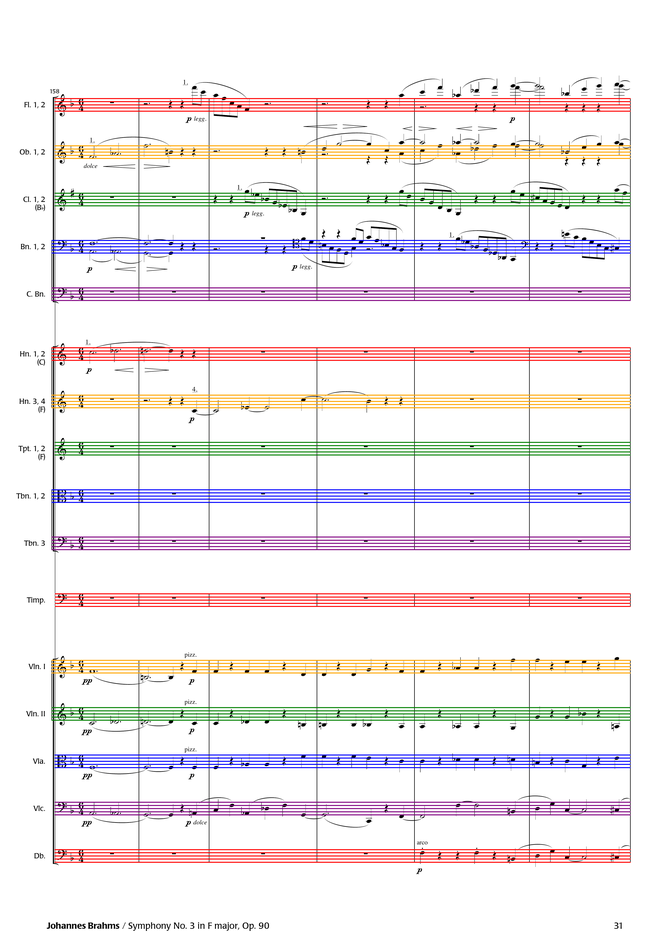 158
Fl. 1, 2
1.
p legg.
p
Ob. 1, 2
1.
dolce
Cl. 1, 2
(B♭)
1.
p legg.
Bn. 1, 2
p
p legg.
1.
C. Bn.
Hn. 1, 2
(C)
1.
p
Hn. 3, 4
(F)
4.
p
Tpt. 1, 2
(F)
Tbn. 1, 2
Tbn. 3
Timp.
Vln. I
pp
pizz.
p
Vln. II
pp
pizz.
p
Vla.
pp
pizz.
p
Vlc.
pp
p dolce
Db.
arco
p
Johannes Brahms / Symphony No. 3 in F major, Op. 90
31